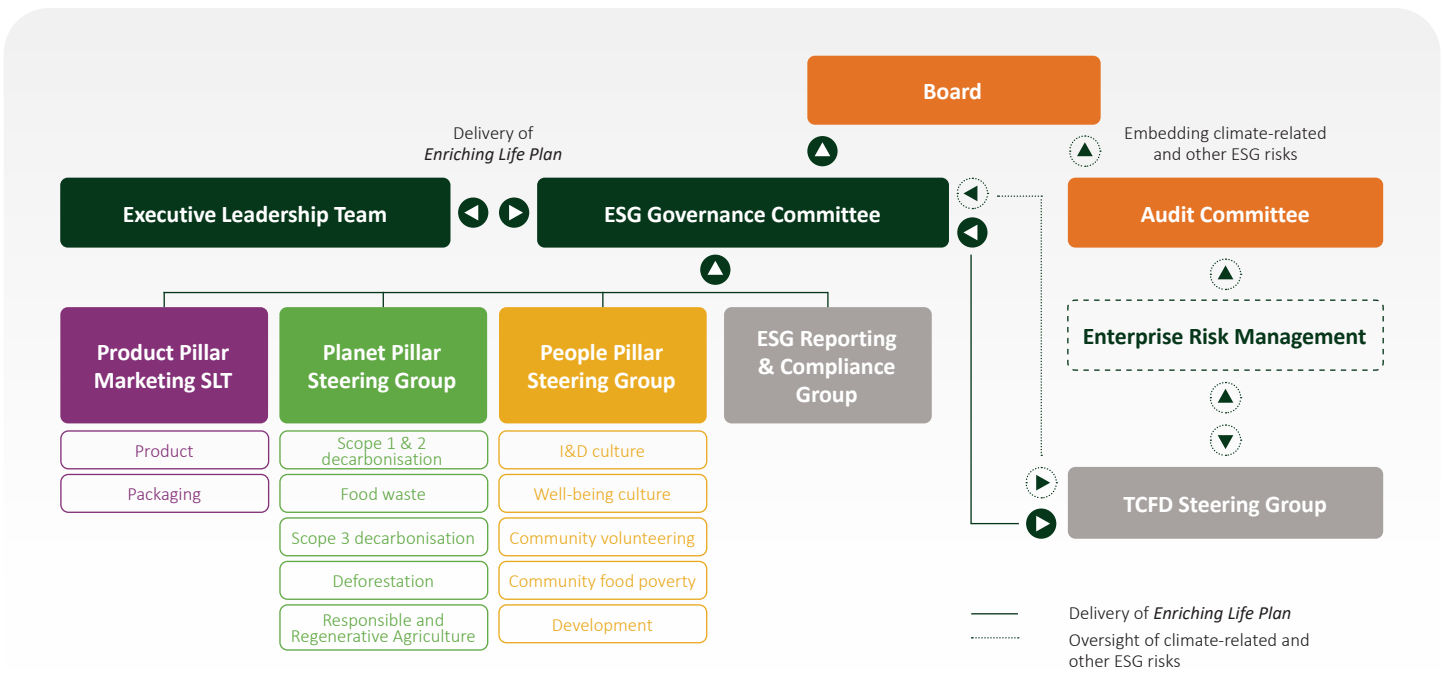 Board
Delivery of
Enriching Life Plan
Embedding climate-related
and other ESG risks
Executive Leadership Team
ESG Governance Committee
Audit Committee
Enterprise Risk Management
Product Pillar
Marketing SLT
Planet Pillar
Steering Group
People Pillar
Steering Group
ESG Reporting
& Compliance
Group
Product
Packaging
Scope 1 & 2
decarbonisation
Food waste
Scope 3 decarbonisation
Deforestation
Responsible and
Regenerative Agriculture
I&D culture
Well-being culture
Community volunteering
Community food poverty
Development
TCFD Steering Group
Delivery of Enriching Life Plan
Oversight of climate-related and
other ESG risks